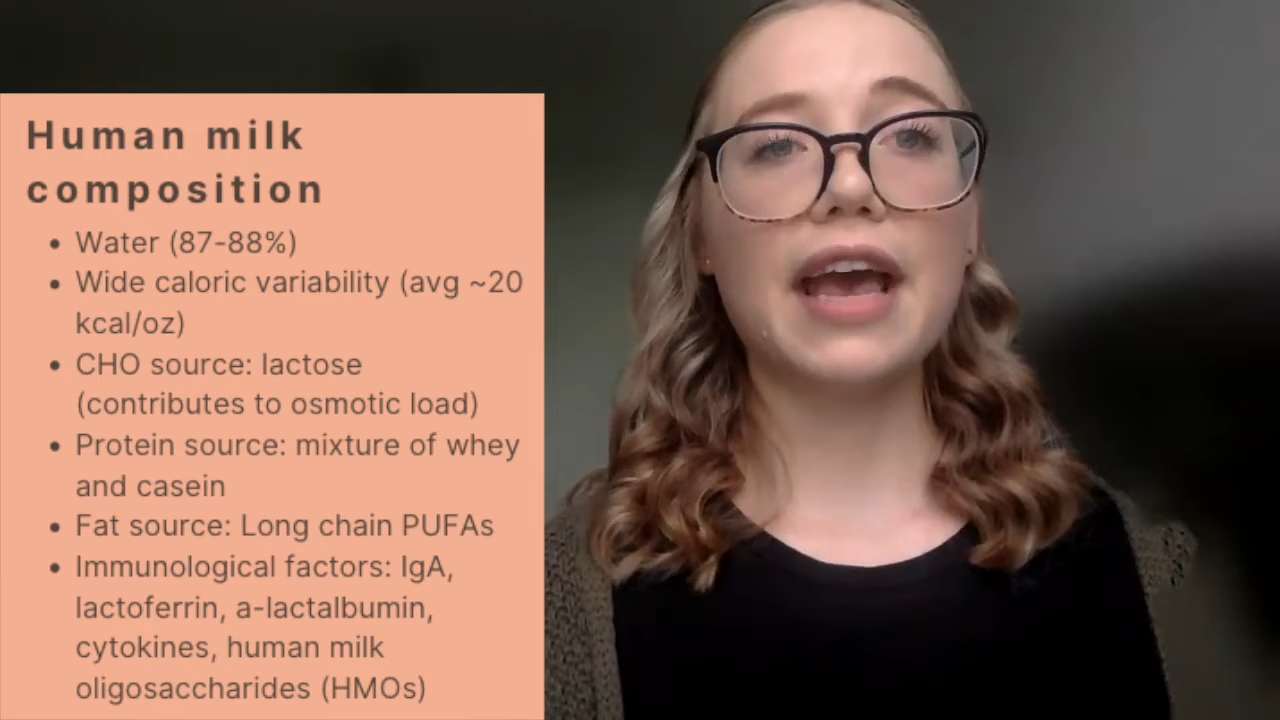 Human milk
composition
• Water (87-88%)
• Wide caloric variability (avg ~20
kcal/oz)
• CHO source: lactose
(contributes to osmotic load)
• Protein source: mixture of whey
and casein
• Fat source: Long chain PUFAs
• Immunological factors: IgA,
lactoferrin, a-lactalbumin,
cytokines, human milk
oligosaccharides (HMOs)